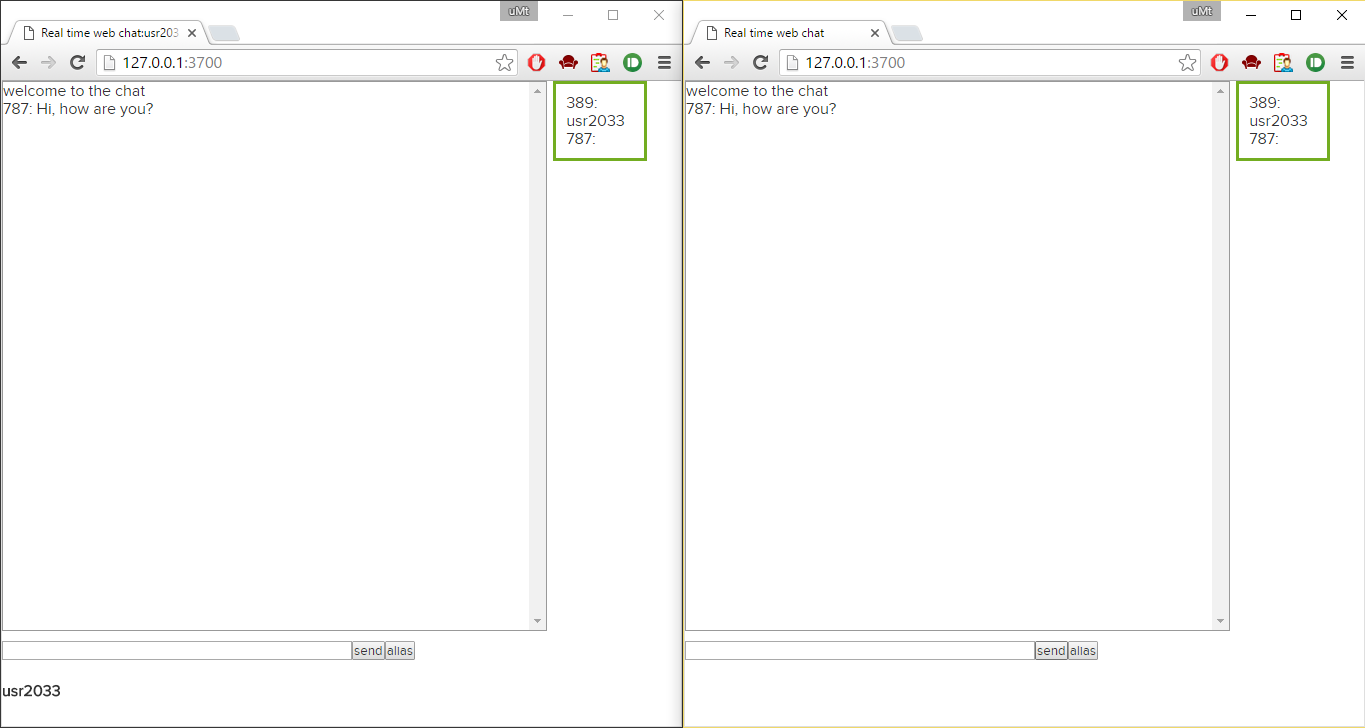 uMt
Real time web chat:usr203
127.0.0.1:3700
welcome to the chat
787: Hi, how are you?
389:
usr2033
787:
send alias
usr2033
uMt
Real time web chat
127.0.0.1:3700
welcome to the chat
787: Hi, how are you?
389:
usr2033
787:
send alias